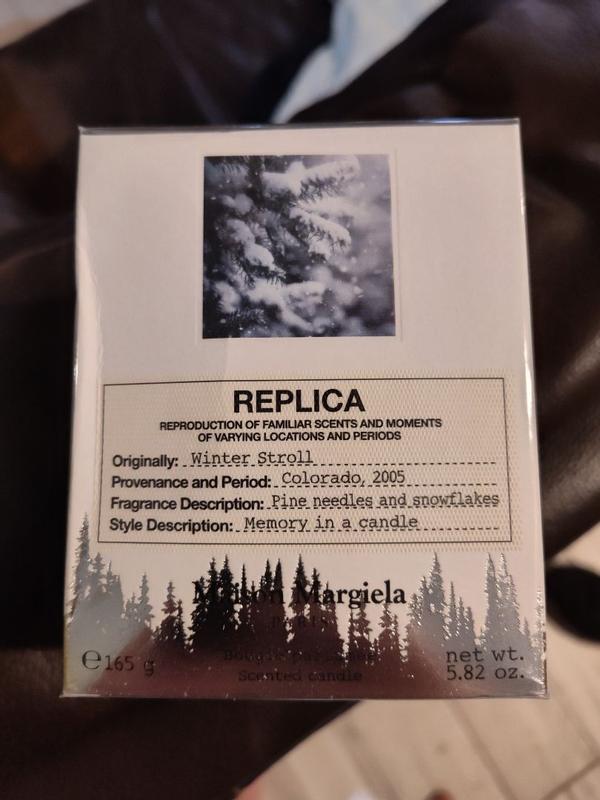 REPLICA
REPRODUCTION OF FAMILIAR SCENTS AND MOMENTS
OF VARYING LOCATIONS AND PERIODS
Originally: Winter Stroll
Provenance and Period: Colorado, 2005
Fragrance Description: Pine needles and snowflakes
Style Description: Memory in a candle
Maison Margiela
PARIS
Bougie parfumée
Scented candle
℮165 g
net wt.
5.82 oz.